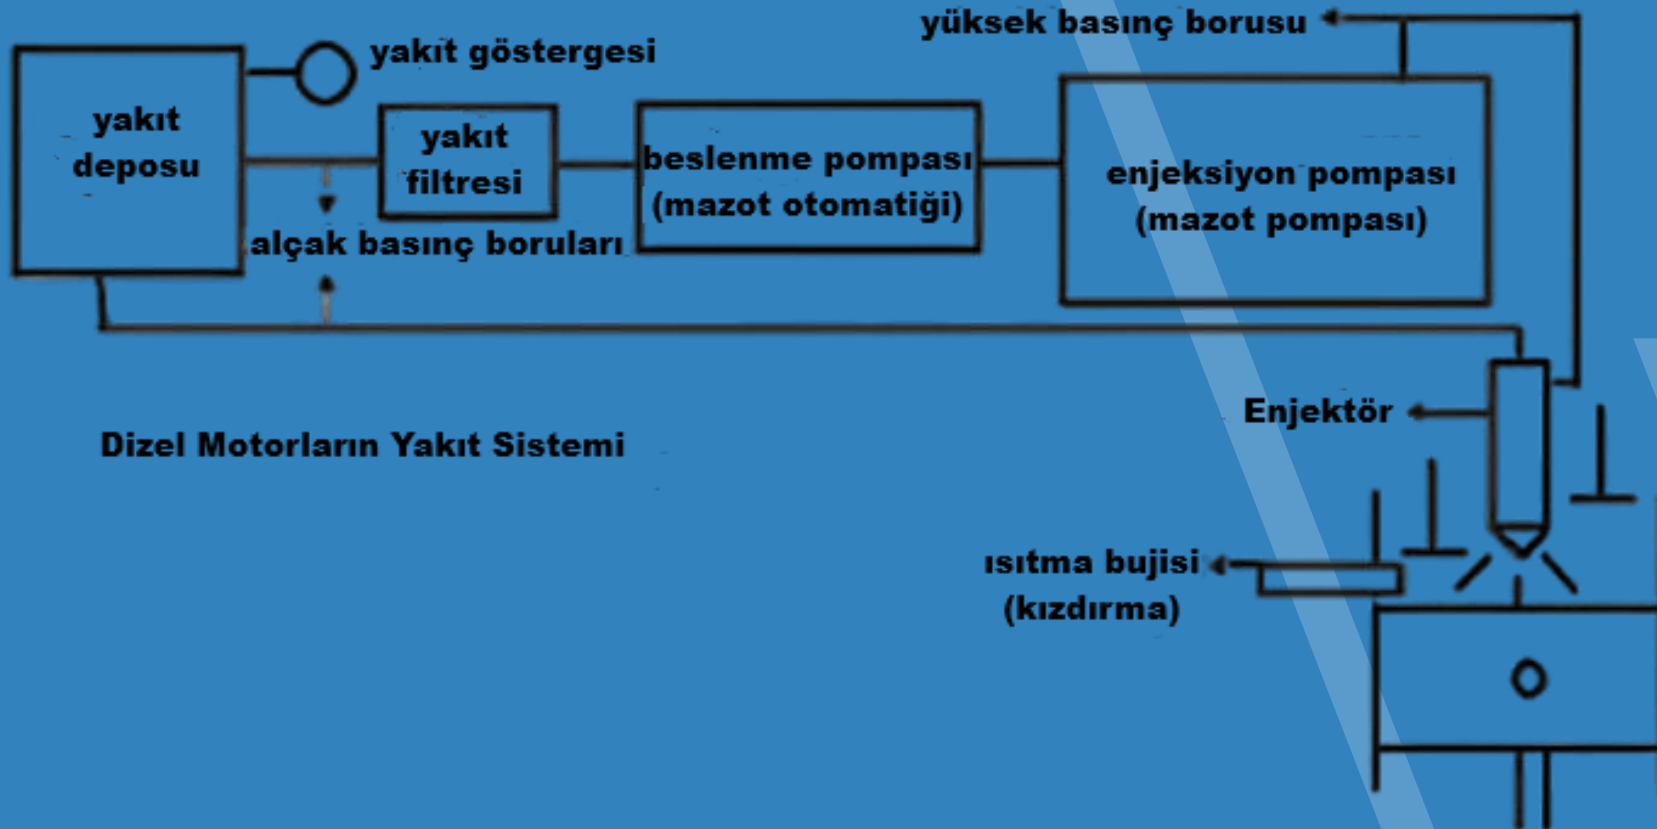 yüksek basınç borusu
yakıt göstergesi
yakıt
deposu
yakıt
filtresi
beslenme pompası
(mazot otomatiği)
enjeksiyon pompası
(mazot pompası)
alçak basınç boruları
Enjektör
Dizel Motorların Yakıt Sistemi
ısıtma bujisi
(kızdırma)